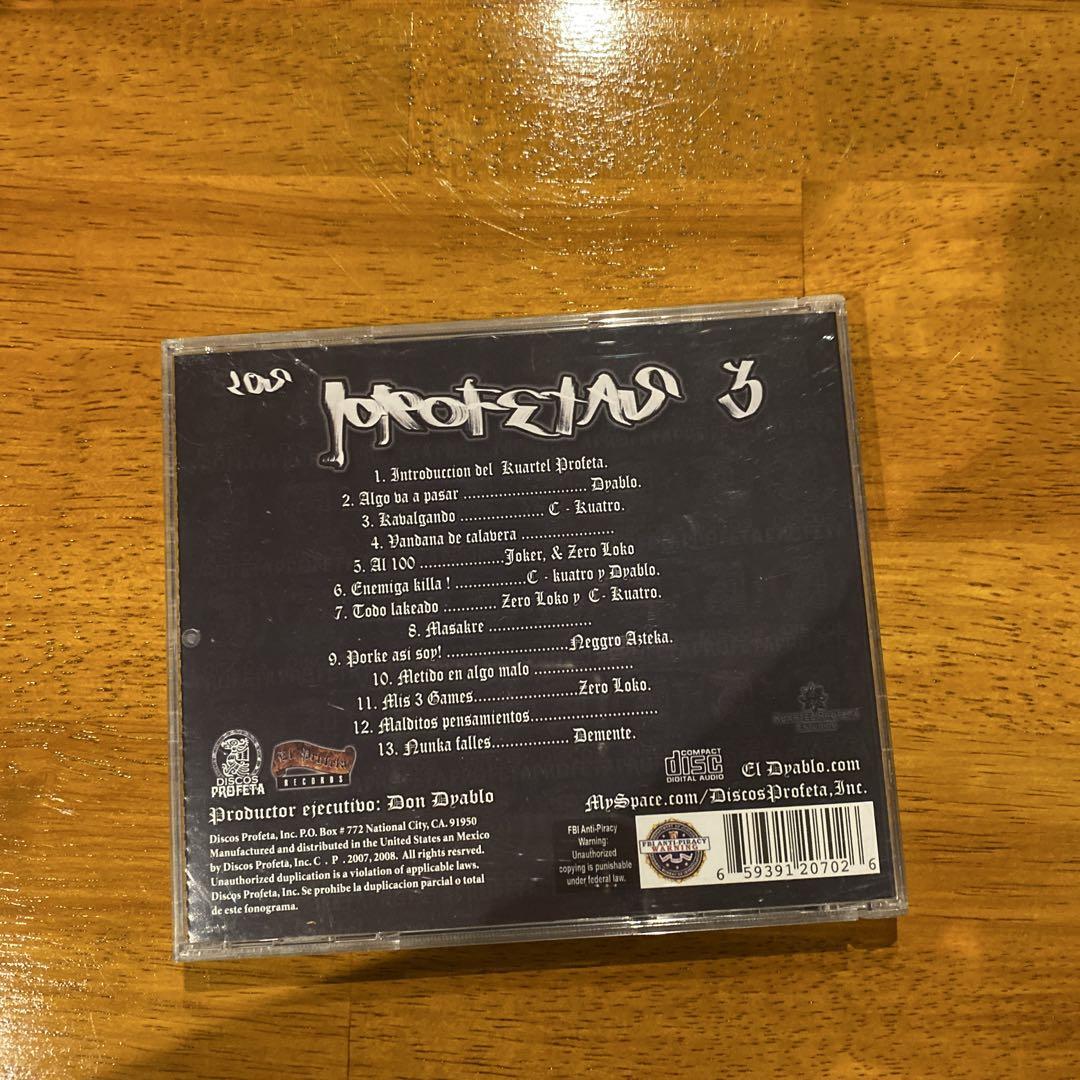 Los Profetas 3
1. Introduccion del Kuartel Profeta.
2. Algo va a pasar ........................... Dyablo.
3. Kavalgando .................. C - Kuatro.
4. Vandana de calavera ....................
5. Al 100 ..................Joker, & Zero Loko
6. Enemiga killa ! ...............C - kuatro y Dyablo.
7. Todo lakeado ............ Zero Loko y C- Kuatro.
8. Masakre ......................
9. Porke asi soy! ..........................Neggro Azteka.
10. Metido en algo malo .....................
11. Mis 3 Games......................Zero Loko.
12. Malditos pensamientos...........................
13. Nunka falles................ Demente.
DISCOS
PROFETA
El Profeta
RECORDS
COMPACT
disc
DIGITAL AUDIO
El Dyablo.com
Productor ejecutivo: Don Dyablo
MySpace.com/DiscosProfeta,Inc.
Discos Profeta, Inc. P.O. Box # 772 National City, CA. 91950
Manufactured and distributed in the United States an Mexico
by Discos Profeta, Inc. C . P . 2007, 2008. All rights resrved.
Unauthorized duplication is a violation of applicable laws.
Discos Profeta, Inc. Se prohibe la duplicacion parcial o total
de este fonograma.
FBI Anti-Piracy
Warning:
Unauthorized
copying is punishable
under federal law.
FBI ANTI-PIRACY
WARNING
6 59391 20702 6